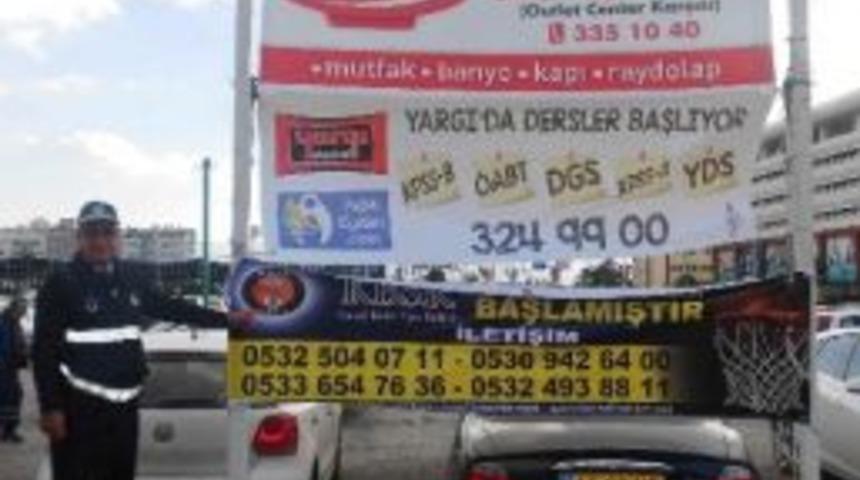 (Outlet Center Karşısı)
335 10 40
•mutfak • banyo • kapı • raydolap
YARGI'DA DERSLER BAŞLIYOR
yargı
KPSS-B ÖABT DGS KPSS-A YDS
324 99 00
BAŞLAMIŞTIR
İLETİŞİM
0532 504 07 11 - 0530 942 64 00
0533 654 76 36 - 0532 493 88 11